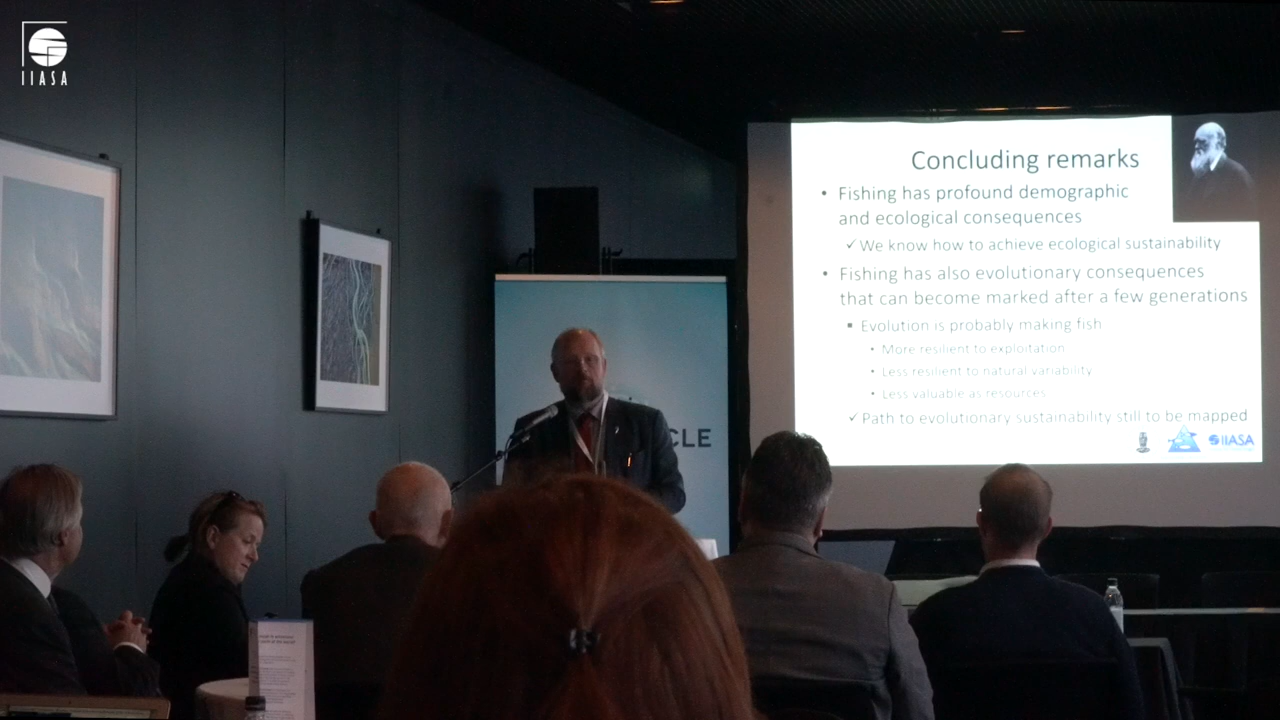 IIASA
Concluding remarks
• Fishing has profound demographic
and ecological consequences
✓ We know how to achieve ecological sustainability
• Fishing has also evolutionary consequences
that can become marked after a few generations
▪ Evolution is probably making fish
• More resilient to exploitation
• Less resilient to natural variability
• Less valuable as resources
✓ Path to evolutionary sustainability still to be mapped
IIASA
CLE